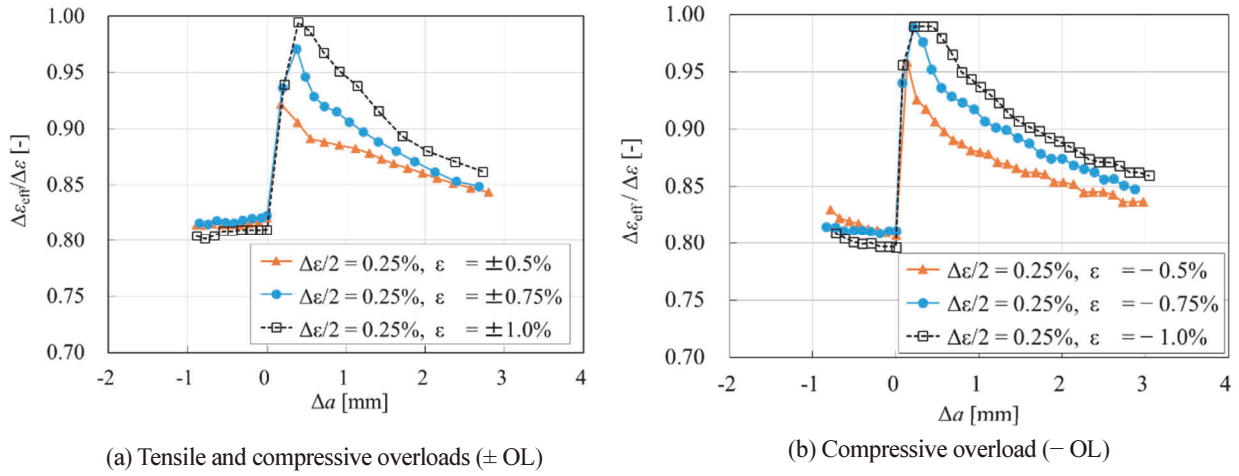 1.00
0.95
0.90
0.85
0.80
0.75
0.70
Δε_eff/Δε [-]
Δε/2 = 0.25%, ε = ±0.5%
Δε/2 = 0.25%, ε = ±0.75%
Δε/2 = 0.25%, ε = ±1.0%
-2 -1 0 1 2 3 4
Δa [mm]
(a) Tensile and compressive overloads (± OL)
1.00
0.95
0.90
0.85
0.80
0.75
0.70
Δε_eff/Δε [-]
Δε/2 = 0.25%, ε = − 0.5%
Δε/2 = 0.25%, ε = − 0.75%
Δε/2 = 0.25%, ε = − 1.0%
-2 -1 0 1 2 3 4
Δa [mm]
(b) Compressive overload (− OL)